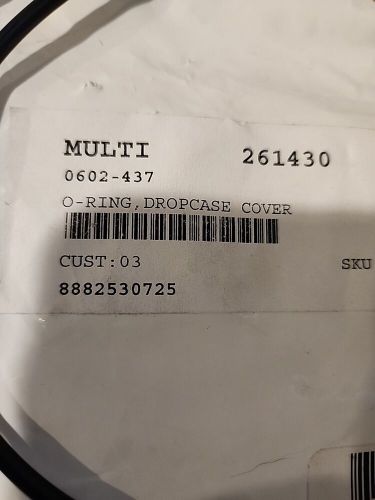 MULTI 261430
0602-437
O-RING,DROPCASE COVER
CUST:03 SKU
8882530725